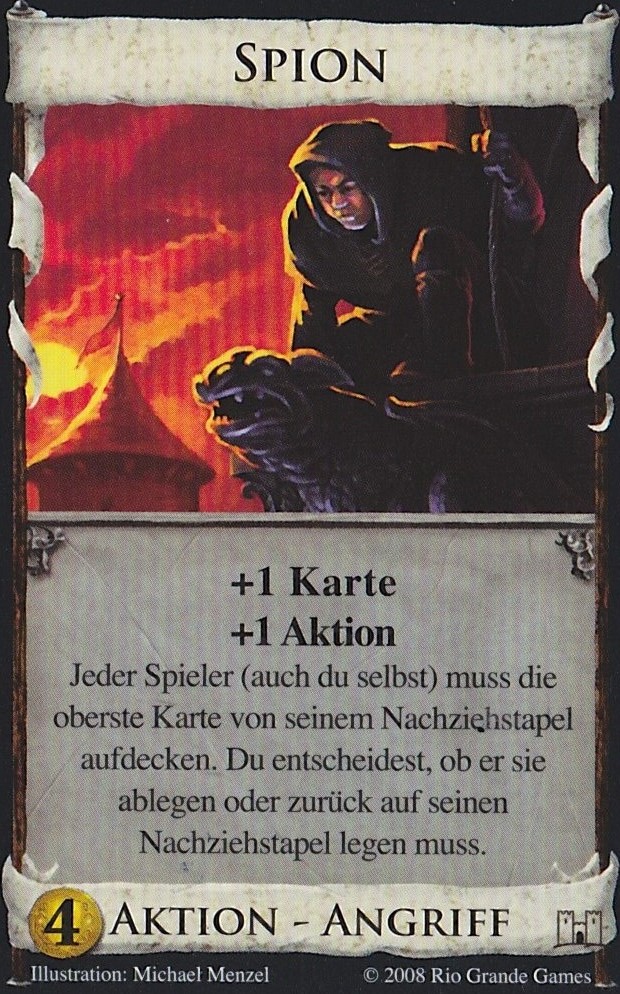 SPION
+1 Karte
+1 Aktion
Jeder Spieler (auch du selbst) muss die
oberste Karte von seinem Nachziehstapel
aufdecken. Du entscheidest, ob er sie
ablegen oder zurück auf seinen
Nachziehstapel legen muss.
4 AKTION - ANGRIFF
Illustration: Michael Menzel © 2008 Rio Grande Games